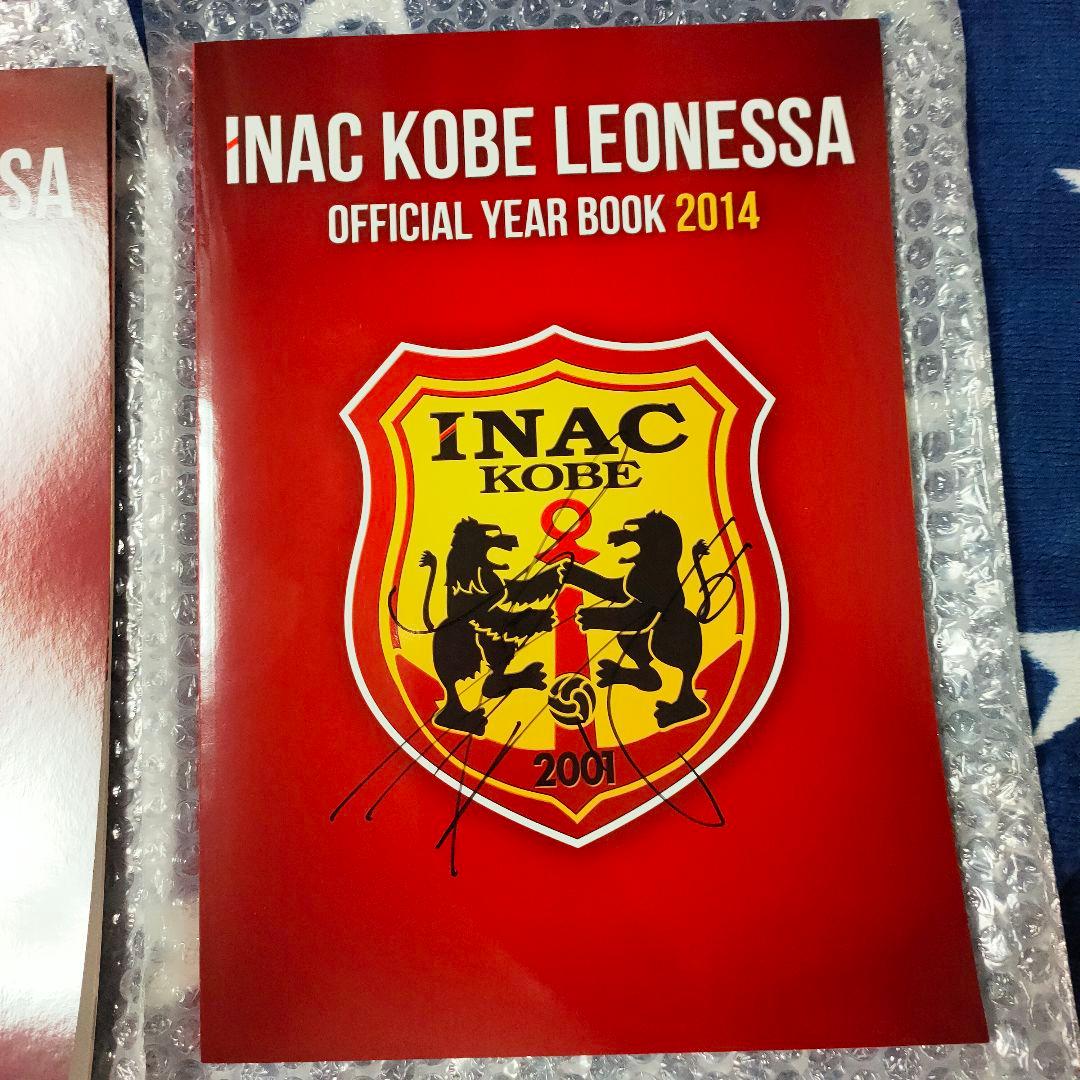 SSA
INAC KOBE LEONESSA
OFFICIAL YEAR BOOK 2014
INAC
KOBE
2001